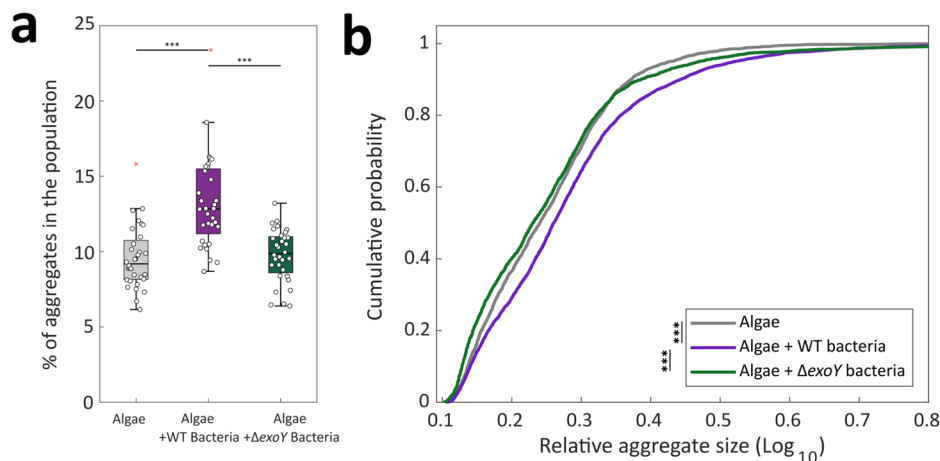 a
***
***
25
20
15
10
5
0
% of aggregates in the population
Algae
Algae
+WT Bacteria
Algae
+ΔexoY Bacteria
b
1
0.8
0.6
0.4
0.2
0
Cumulative probability
0.1
0.2
0.3
0.4
0.5
0.6
0.7
0.8
Relative aggregate size (Log10)
***
***
Algae
Algae + WT bacteria
Algae + ΔexoY bacteria